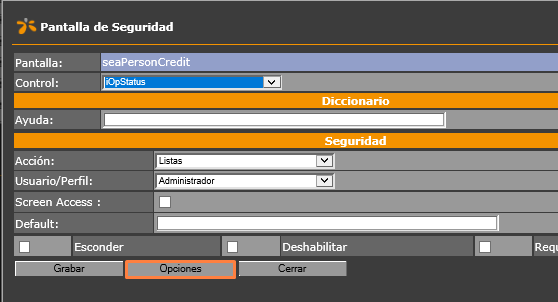 Pantalla de Seguridad
Pantalla: seaPersonCredit
Control: iOpStatus
Diccionario
Ayuda:
Seguridad
Acción: Listas
Usuario/Perfil: Administrador
Screen Access :
Default:
Esconder Deshabilitar Requ
Grabar Opciones Cerrar